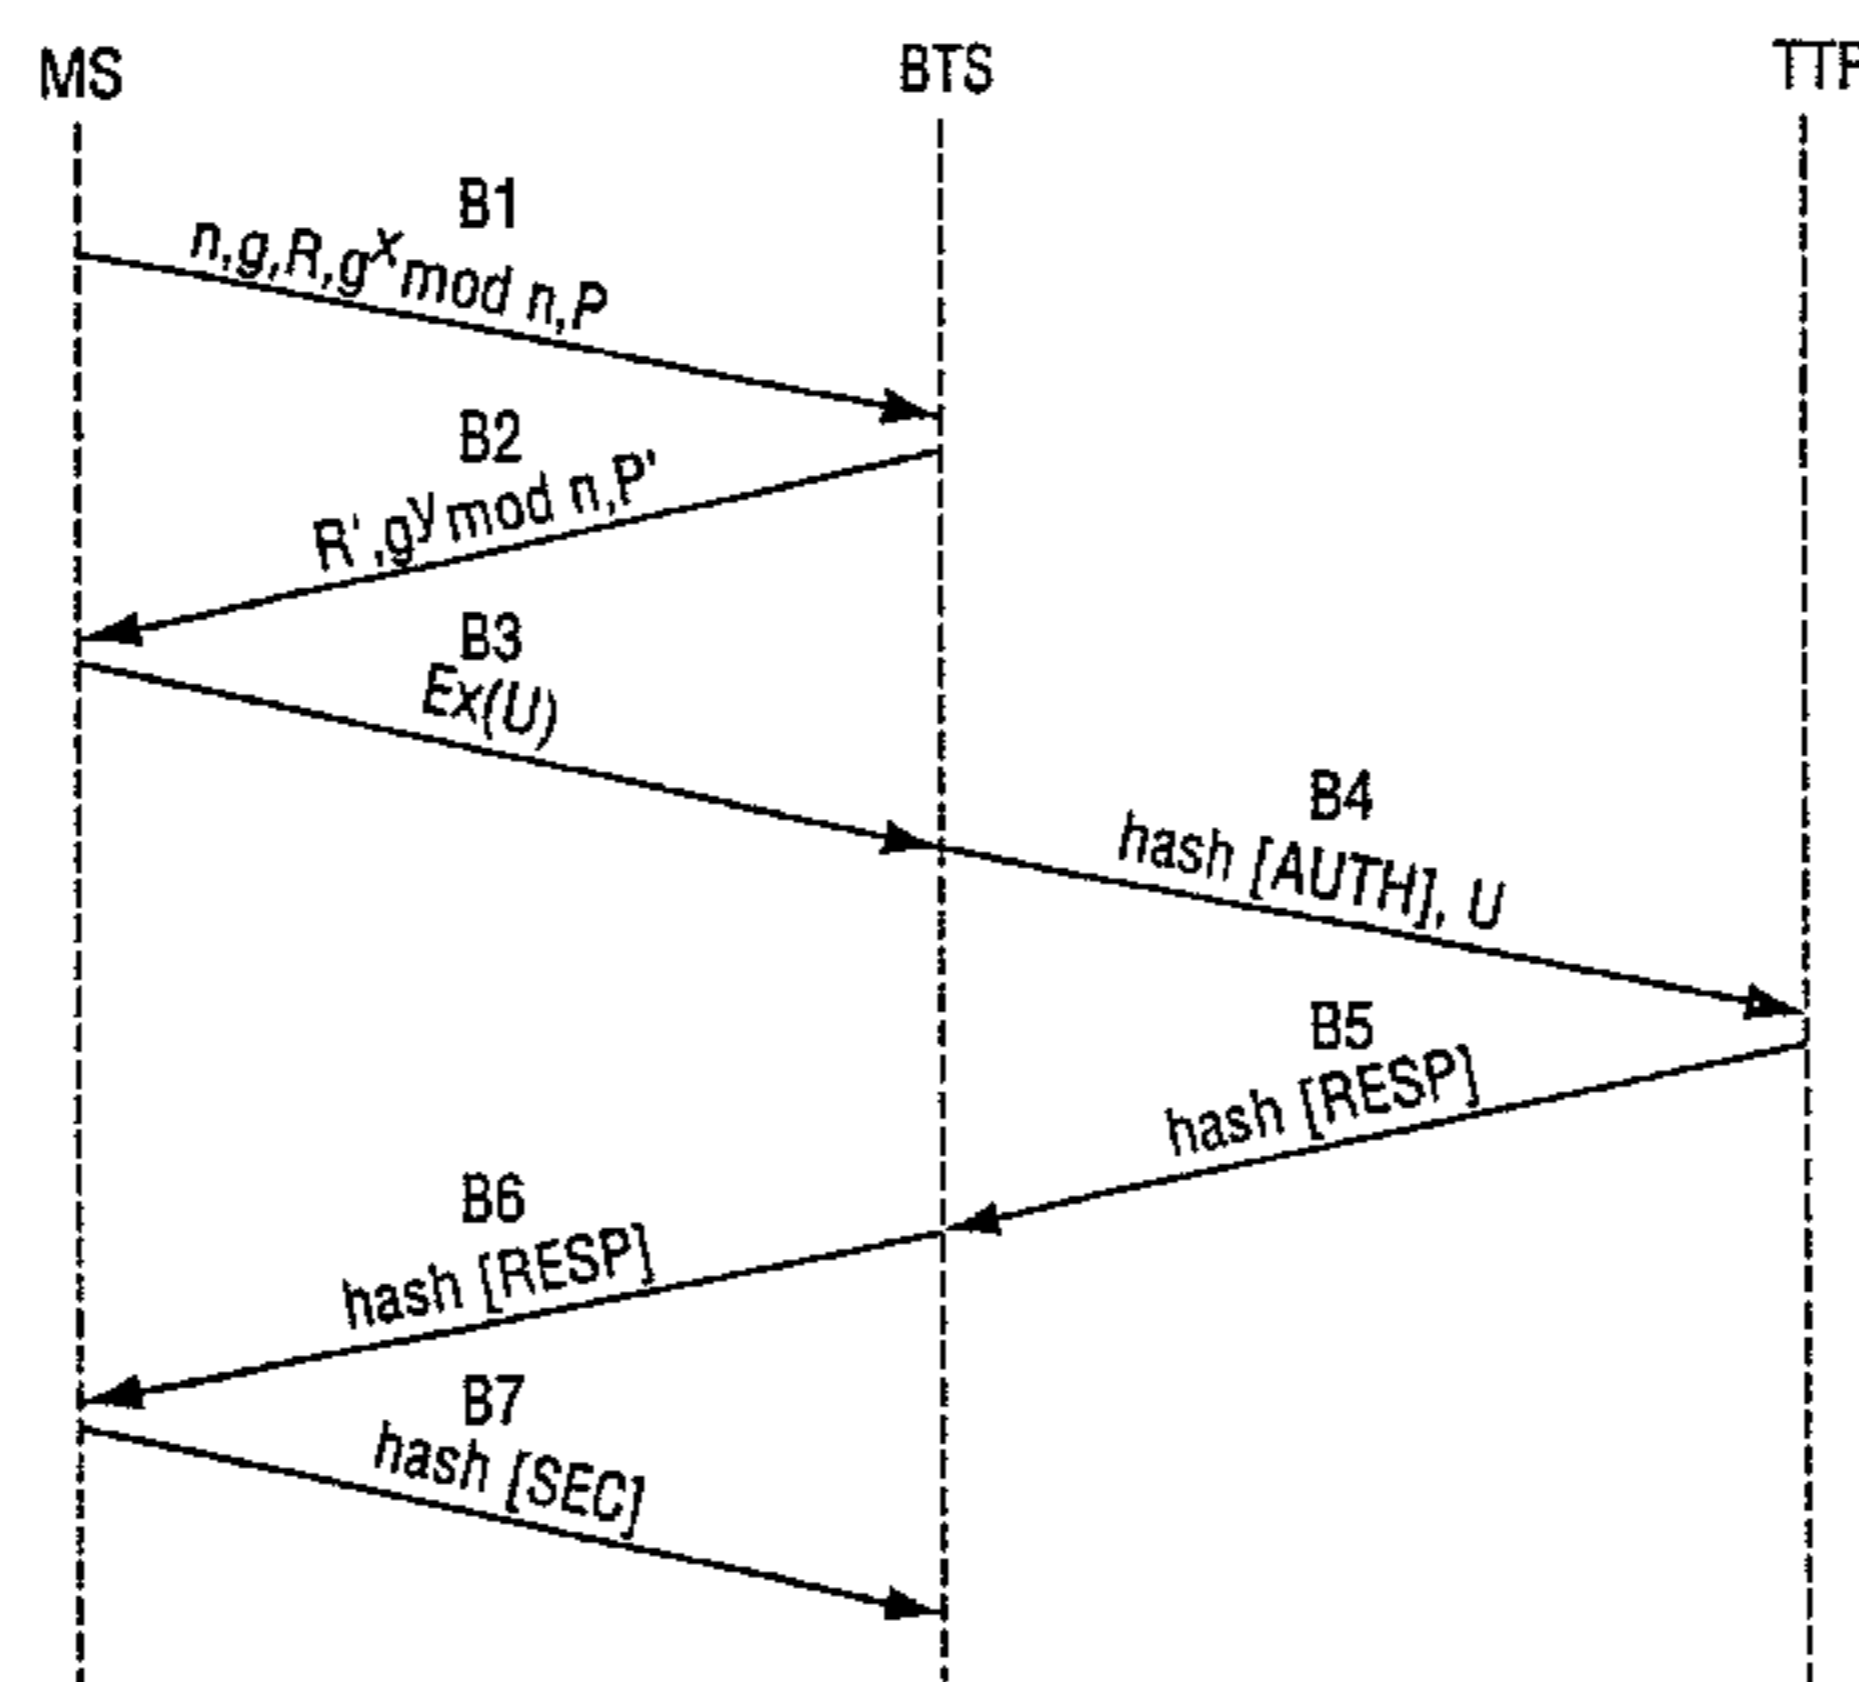 MS BTS TTP
B1
n,g,R,g^x mod n,P
B2
R',g^y mod n,P'
B3
Ex(U)
B4
hash [AUTH], U
B5
hash [RESP]
B6
hash [RESP]
B7
hash [SEC]